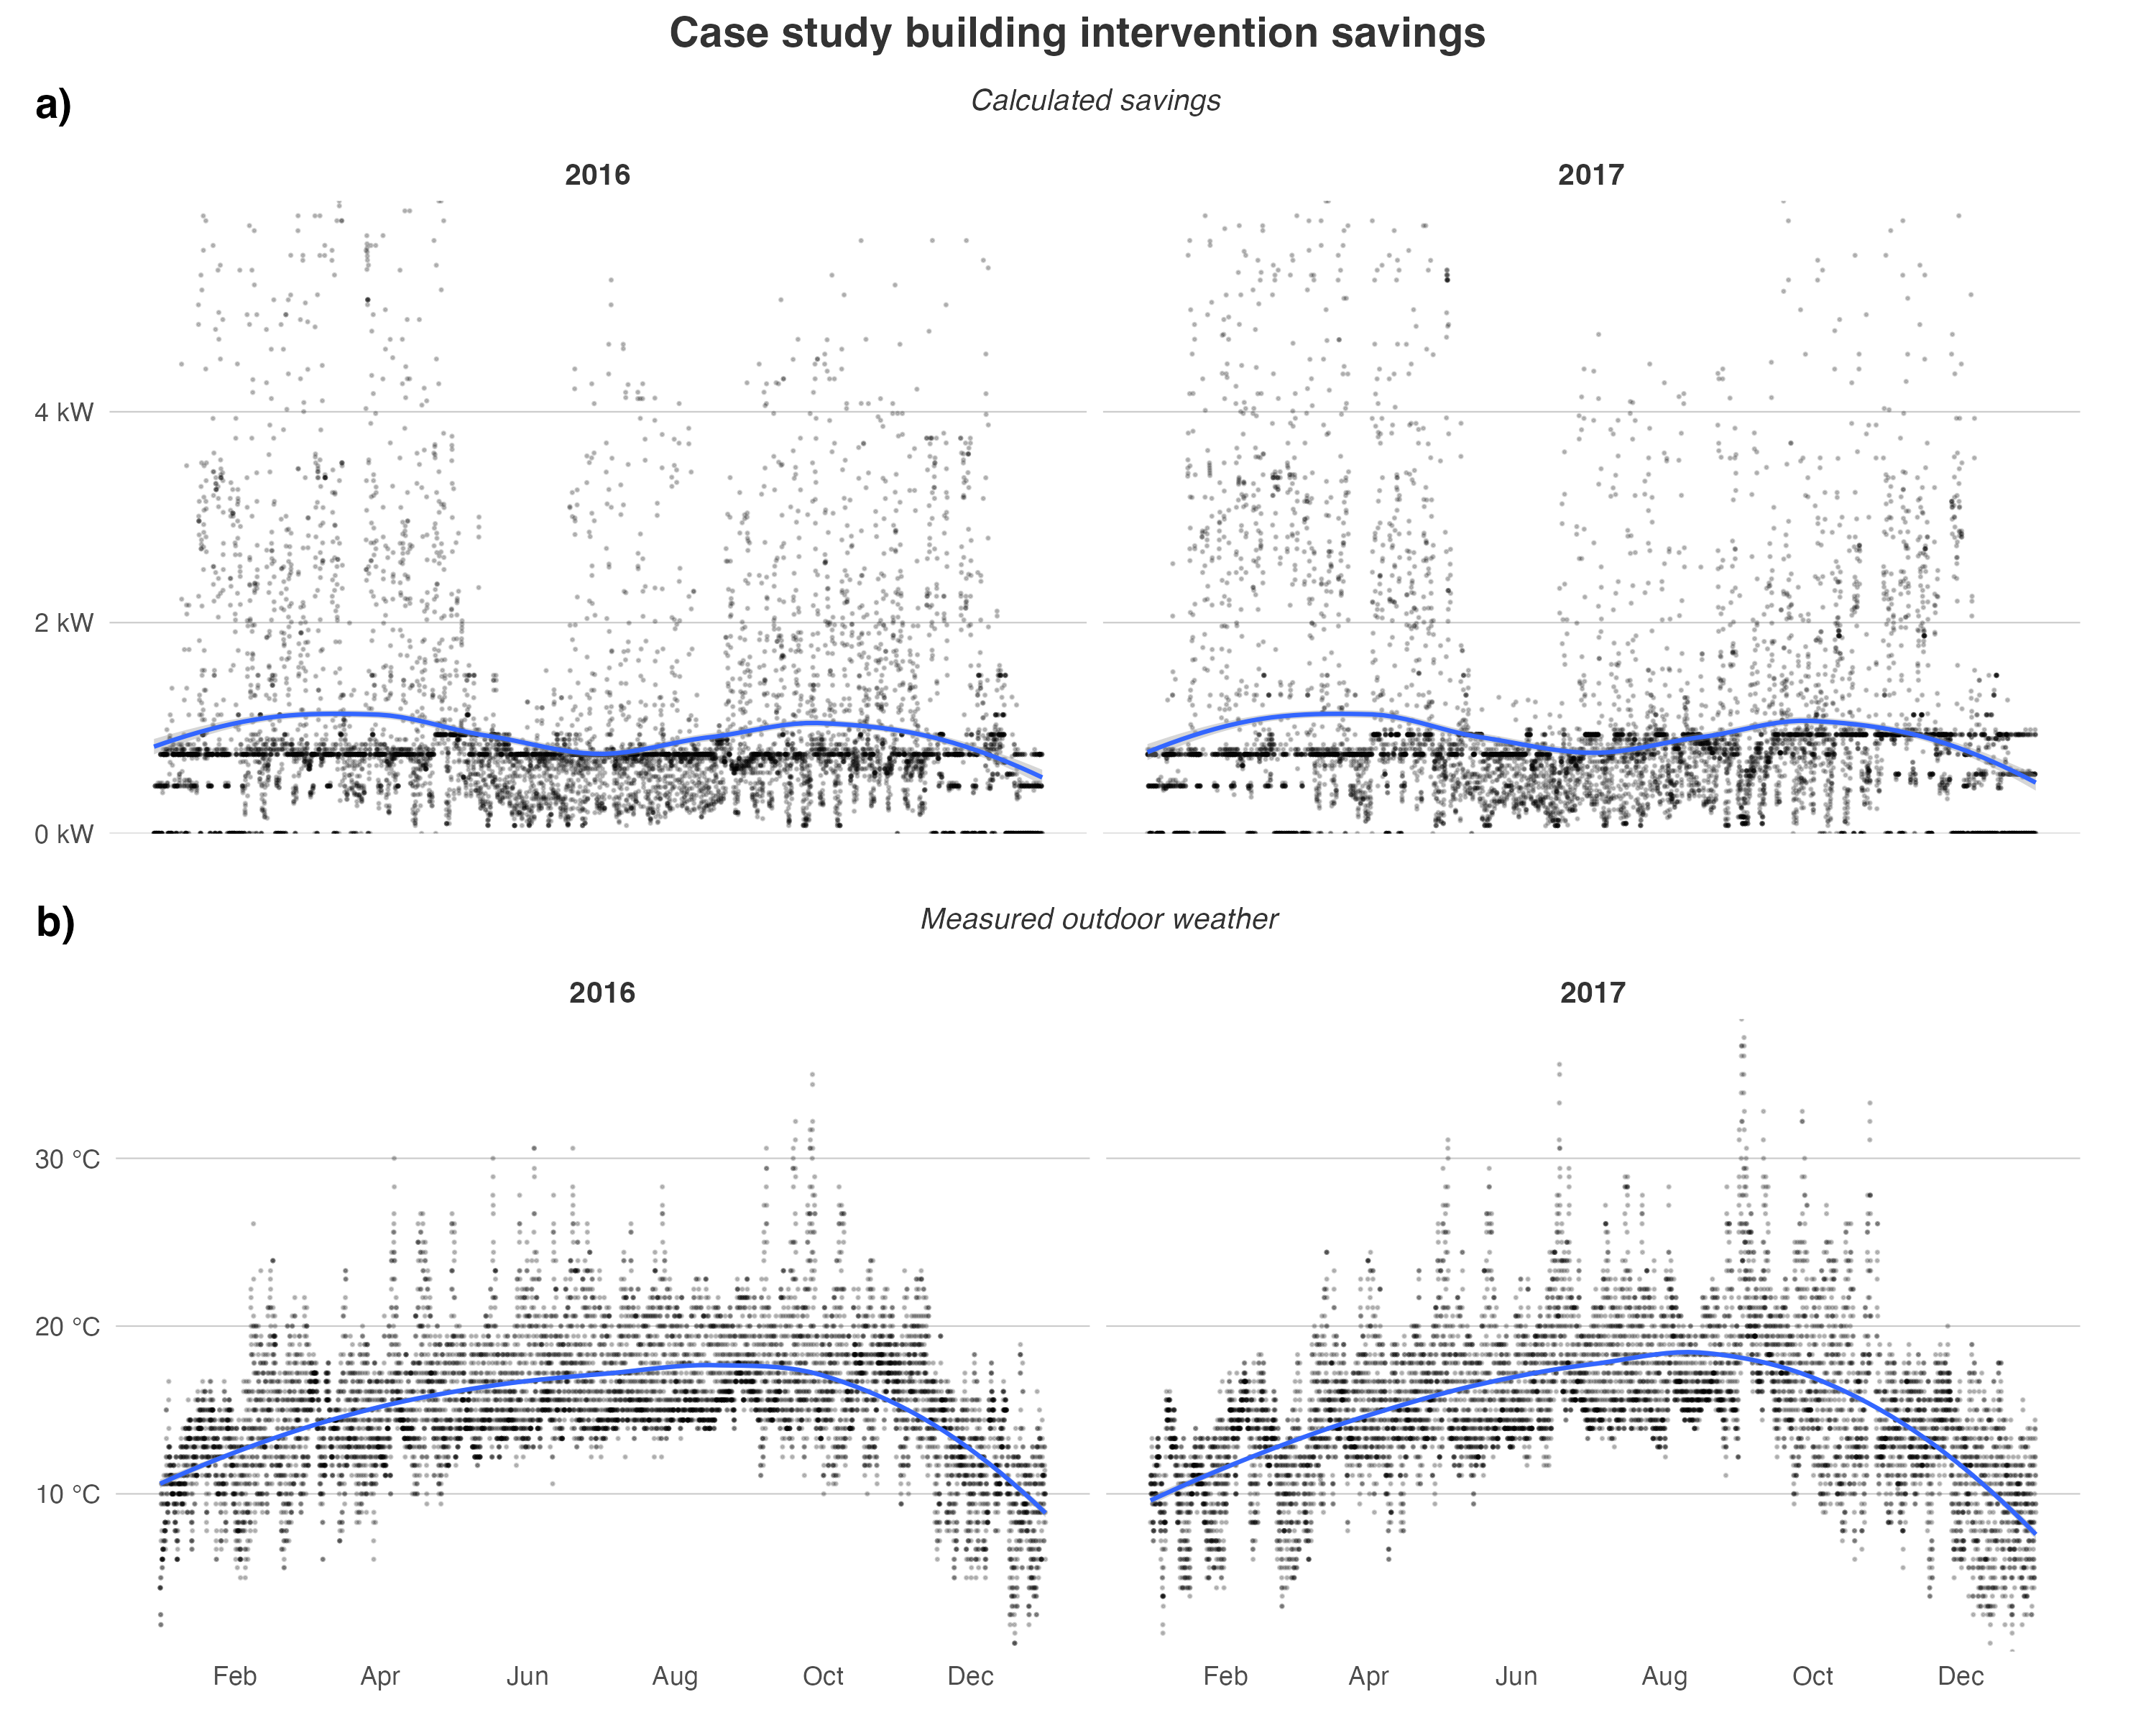 Case study building intervention savings
a)
Calculated savings
2016
2017
4 kW
2 kW
0 kW
b)
Measured outdoor weather
2016
2017
30 °C
20 °C
10 °C
Feb Apr Jun Aug Oct Dec Feb Apr Jun Aug Oct Dec